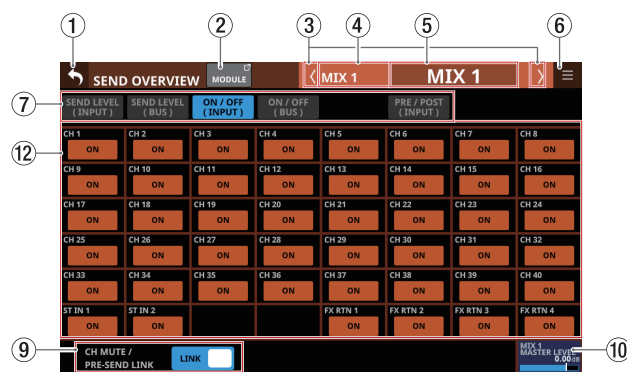 ① ② ③ ④ ⑤ ⑥
SEND OVERVIEW MODULE MIX 1 MIX 1
⑦
SEND LEVEL SEND LEVEL ON / OFF ON / OFF PRE / POST
(INPUT) (BUS) (INPUT) (BUS) (INPUT)
⑫
CH 1 CH 2 CH 3 CH 4 CH 5 CH 6 CH 7 CH 8
ON ON ON ON ON ON ON ON
CH 9 CH 10 CH 11 CH 12 CH 13 CH 14 CH 15 CH 16
ON ON ON ON ON ON ON ON
CH 17 CH 18 CH 19 CH 20 CH 21 CH 22 CH 23 CH 24
ON ON ON ON ON ON ON ON
CH 25 CH 26 CH 27 CH 28 CH 29 CH 30 CH 31 CH 32
ON ON ON ON ON ON ON ON
CH 33 CH 34 CH 35 CH 36 CH 37 CH 38 CH 39 CH 40
ON ON ON ON ON ON ON ON
ST IN 1 ST IN 2 FX RTN 1 FX RTN 2 FX RTN 3 FX RTN 4
ON ON ON ON ON ON
⑨
CH MUTE /
PRE-SEND LINK
LINK
MIX 1
MASTER LEVEL
0.00dB
⑩